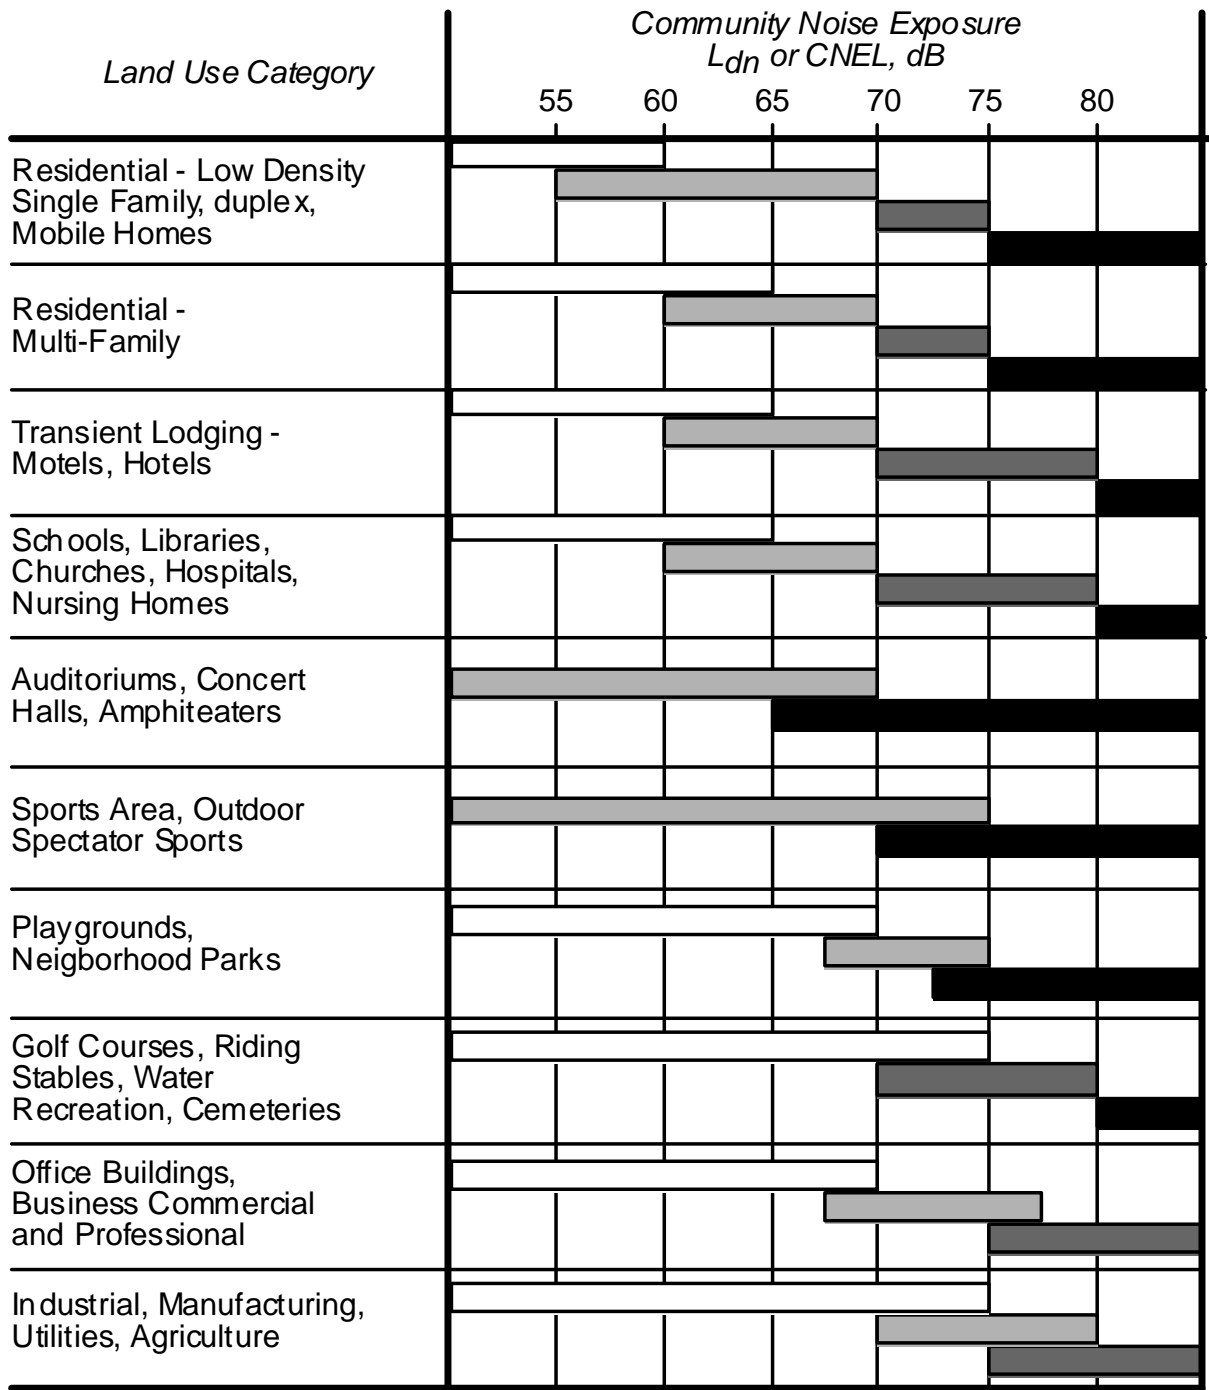 Community Noise Exposure
Ldn or CNEL, dB
Land Use Category
55 60 65 70 75 80
Residential - Low Density
Single Family, duplex,
Mobile Homes
Residential -
Multi-Family
Transient Lodging -
Motels, Hotels
Schools, Libraries,
Churches, Hospitals,
Nursing Homes
Auditoriums, Concert
Halls, Amphiteaters
Sports Area, Outdoor
Spectator Sports
Playgrounds,
Neigborhood Parks
Golf Courses, Riding
Stables, Water
Recreation, Cemeteries
Office Buildings,
Business Commercial
and Professional
Industrial, Manufacturing,
Utilities, Agriculture